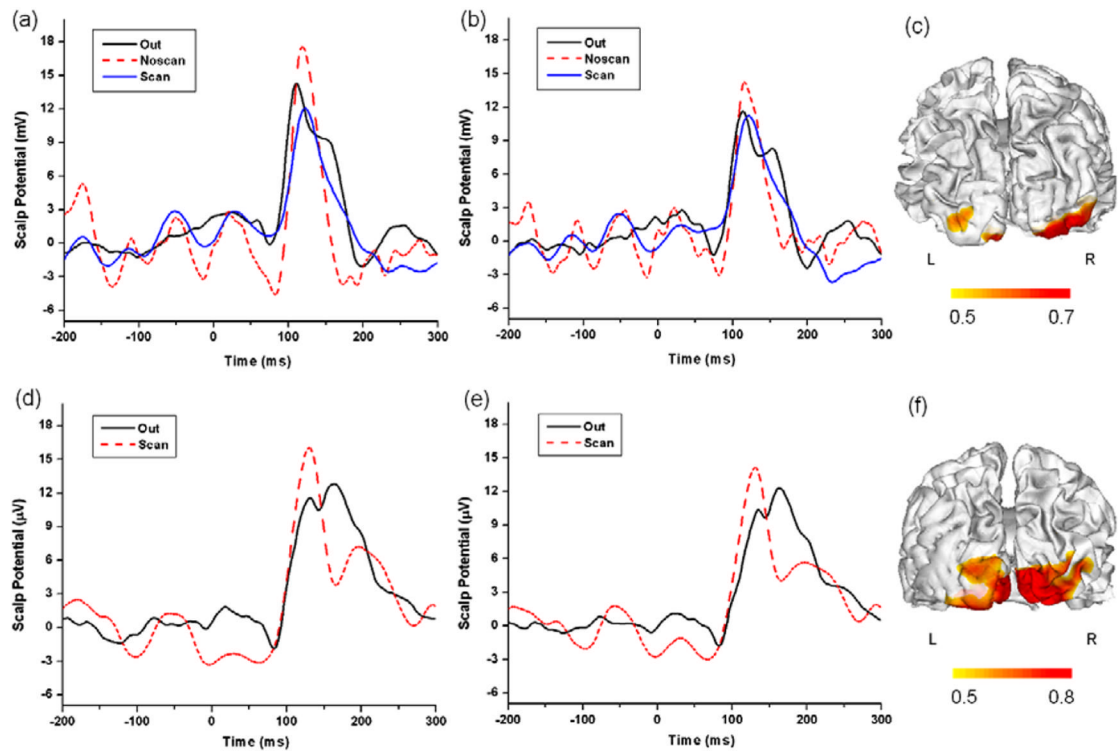 (a)
Scalp Potential (mV)
18
15
12
9
6
3
0
-3
-6
Out
Noscan
Scan
-200
-100
0
100
200
300
Time (ms)
(b)
Scalp Potential (mV)
18
15
12
9
6
3
0
-3
-6
Out
Noscan
Scan
-200
-100
0
100
200
300
Time (ms)
(c)
L
R
0.5
0.7
(d)
Scalp Potential (μV)
18
15
12
9
6
3
0
-3
-6
Out
Scan
-200
-100
0
100
200
300
Time (ms)
(e)
Scalp Potential (μV)
18
15
12
9
6
3
0
-3
-6
Out
Scan
-200
-100
0
100
200
300
Time (ms)
(f)
L
R
0.5
0.8